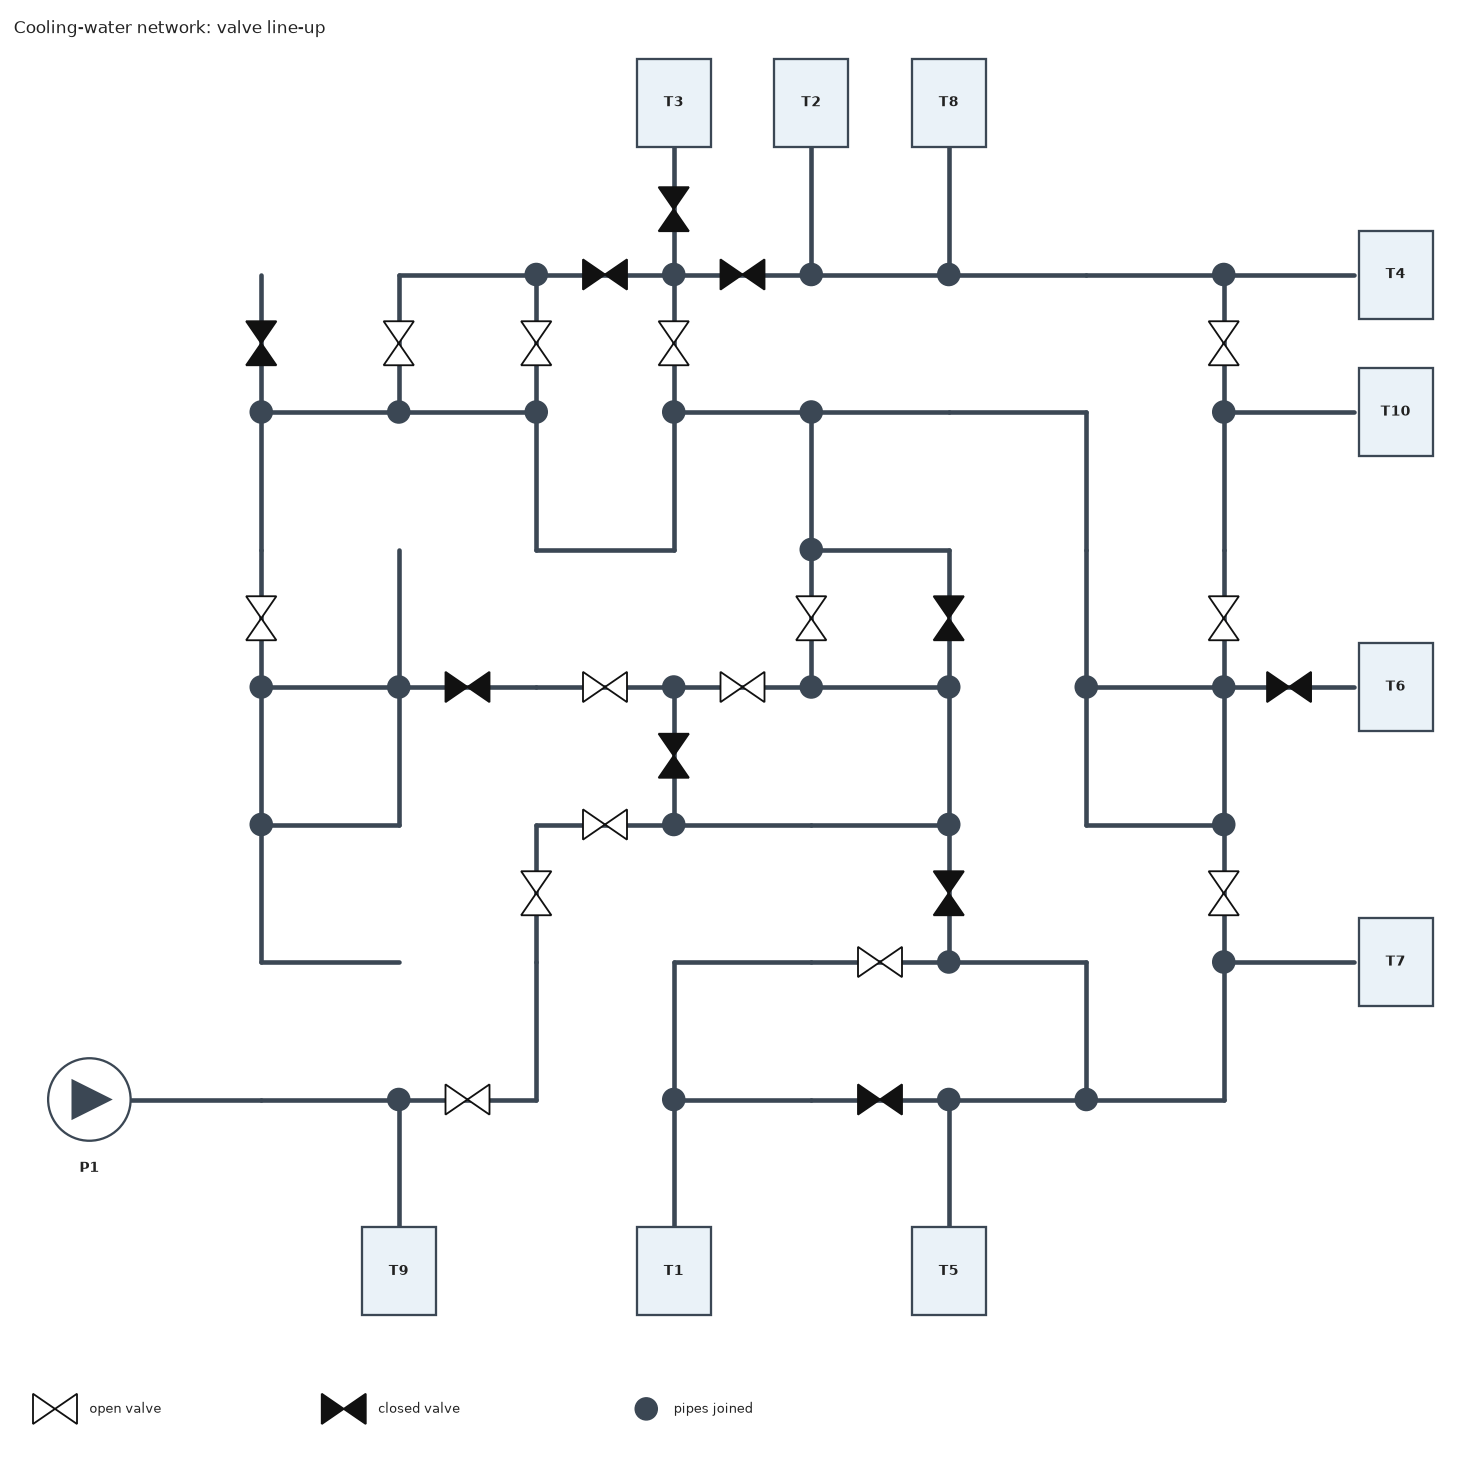 Cooling-water network: valve line-up
T3
T2
T8
T4
T10
T6
T7
P1
T9
T1
T5
open valve
closed valve
pipes joined